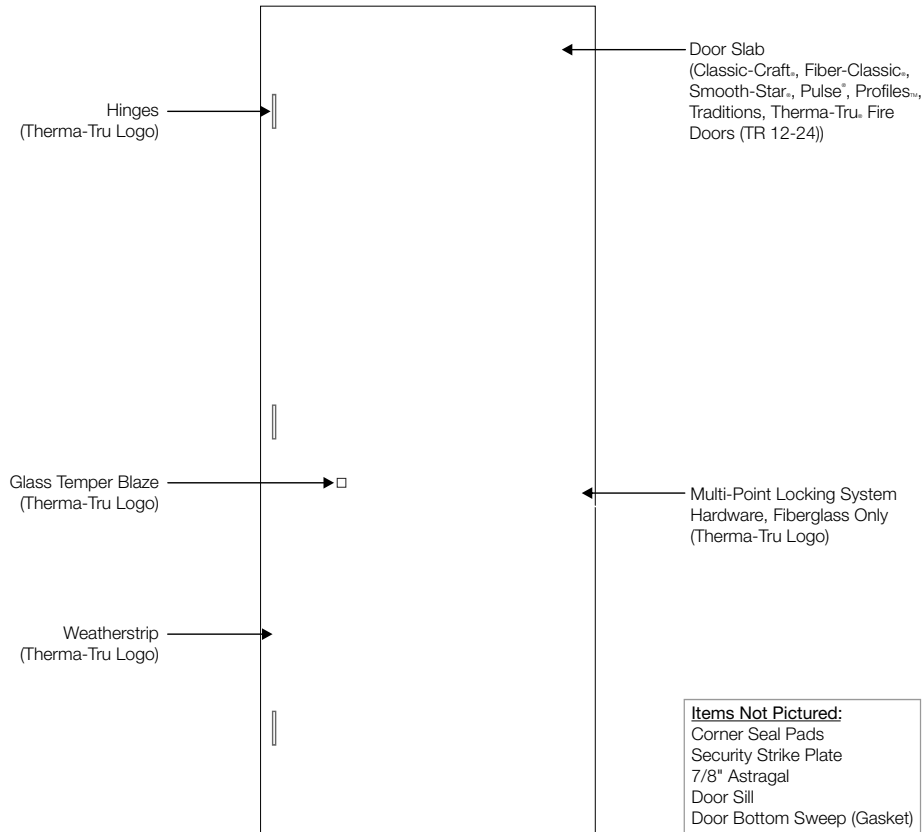 Door Slab
(Classic-Craft®, Fiber-Classic®,
Smooth-Star®, Pulse®, Profiles™,
Traditions, Therma-Tru® Fire
Doors (TR 12-24))
Hinges
(Therma-Tru Logo)
Glass Temper Blaze
(Therma-Tru Logo)
Multi-Point Locking System
Hardware, Fiberglass Only
(Therma-Tru Logo)
Weatherstrip
(Therma-Tru Logo)
Items Not Pictured:
Corner Seal Pads
Security Strike Plate
7/8" Astragal
Door Sill
Door Bottom Sweep (Gasket)